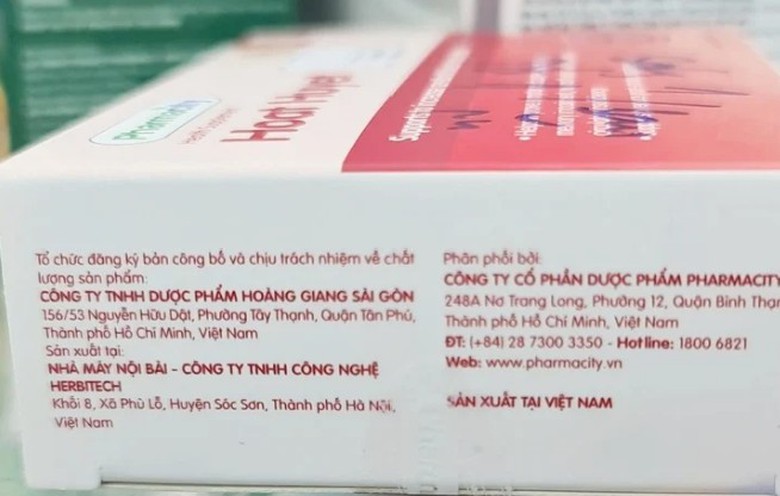 Pharmacity
Hoạt Huyết
Tổ chức đăng ký bản công bố và chịu trách nhiệm về chất
lượng sản phẩm:
CÔNG TY TNHH DƯỢC PHẨM HOÀNG GIANG SÀI GÒN
156/53 Nguyễn Hữu Dật, Phường Tây Thạnh, Quận Tân Phú,
Thành phố Hồ Chí Minh, Việt Nam
Sản xuất tại:
NHÀ MÁY NỘI BÀI - CÔNG TY TNHH CÔNG NGHỆ
HERBITECH
Khối 8, Xã Phù Lỗ, Huyện Sóc Sơn, Thành phố Hà Nội,
Việt Nam
Phân phối bởi:
CÔNG TY CỔ PHẦN DƯỢC PHẨM PHARMACITY
248A Nơ Trang Long, Phường 12, Quận Bình Thạ
Thành phố Hồ Chí Minh, Việt Nam
ĐT: (+84) 28 7300 3350 - Hotline: 1800 6821
Web: www.pharmacity.vn
SẢN XUẤT TẠI VIỆT NAM